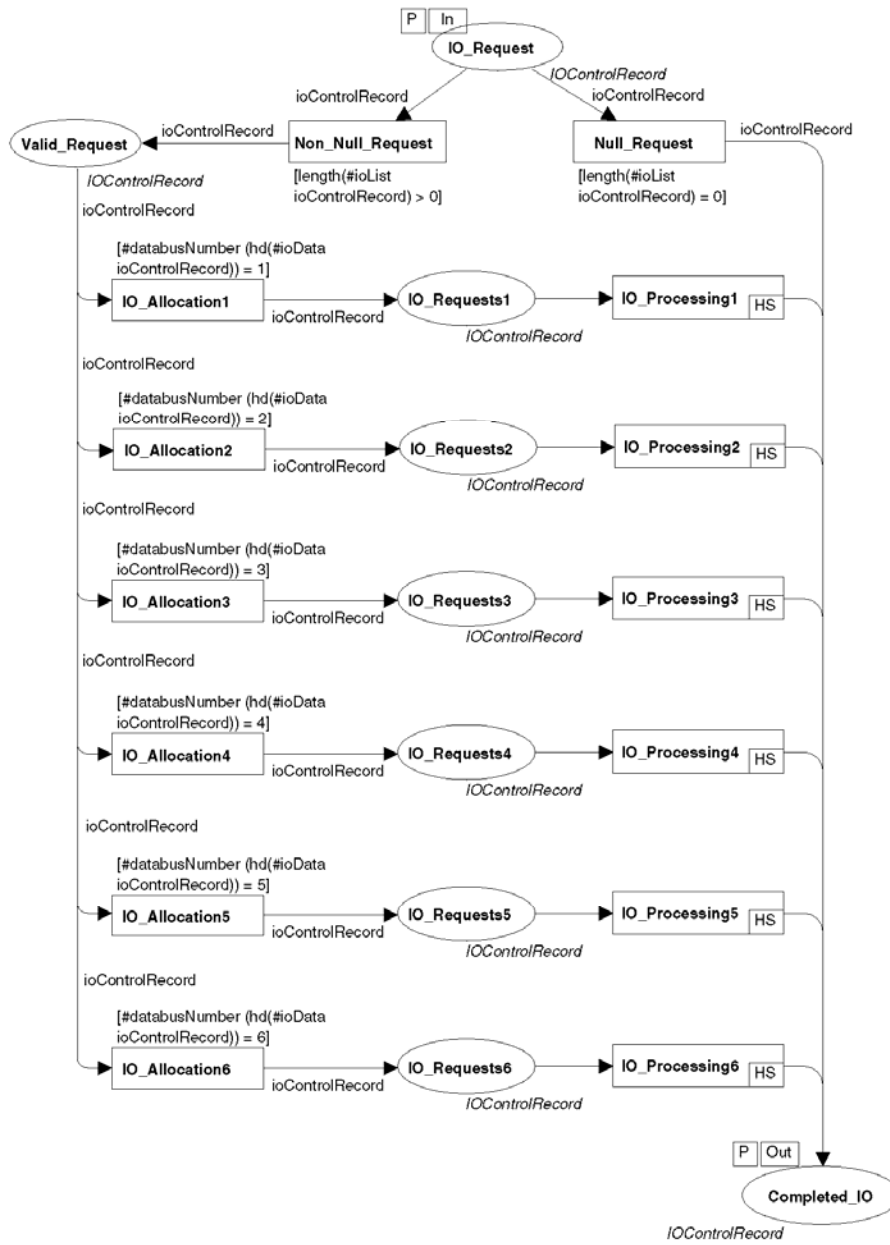 P In
IO_Request
IOControlRecord
ioControlRecord
ioControlRecord
ioControlRecord
ioControlRecord
Valid_Request
Non_Null_Request
Null_Request
IOControlRecord
[length(#ioList
ioControlRecord) > 0]
[length(#ioList
ioControlRecord) = 0]
ioControlRecord
[#databusNumber (hd(#ioData
ioControlRecord)) = 1]
IO_Allocation1
ioControlRecord
IO_Requests1
IOControlRecord
IO_Processing1
HS
ioControlRecord
[#databusNumber (hd(#ioData
ioControlRecord)) = 2]
IO_Allocation2
ioControlRecord
IO_Requests2
IOControlRecord
IO_Processing2
HS
ioControlRecord
[#databusNumber (hd(#ioData
ioControlRecord)) = 3]
IO_Allocation3
ioControlRecord
IO_Requests3
IOControlRecord
IO_Processing3
HS
ioControlRecord
[#databusNumber (hd(#ioData
ioControlRecord)) = 4]
IO_Allocation4
ioControlRecord
IO_Requests4
IOControlRecord
IO_Processing4
HS
ioControlRecord
[#databusNumber (hd(#ioData
ioControlRecord)) = 5]
IO_Allocation5
ioControlRecord
IO_Requests5
IOControlRecord
IO_Processing5
HS
ioControlRecord
[#databusNumber (hd(#ioData
ioControlRecord)) = 6]
IO_Allocation6
ioControlRecord
IO_Requests6
IOControlRecord
IO_Processing6
HS
P Out
Completed_IO
IOControlRecord